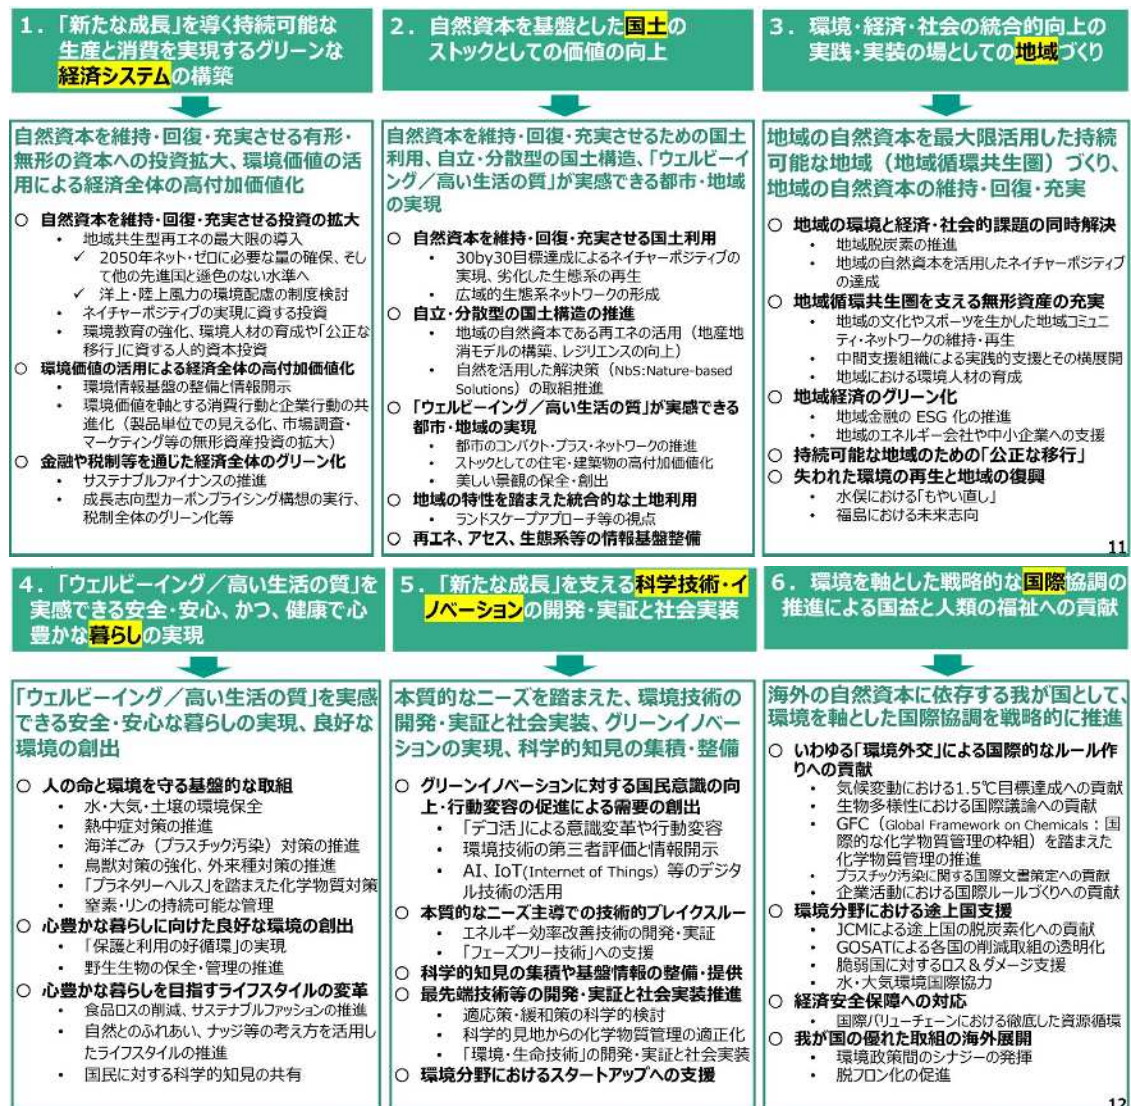 １．「新たな成長」を導く持続可能な
生産と消費を実現するグリーンな
経済システムの構築
自然資本を維持・回復・充実させる有形・
無形の資本への投資拡大、環境価値の活
用による経済全体の高付加価値化
○ 自然資本を維持・回復・充実させる投資の拡大
・ 地域共生型再エネの最大限の導入
✓ 2050年ネット・ゼロに必要な量の確保、そし
て他の先進国と遜色のない水準へ
✓ 洋上・陸上風力の環境配慮の制度検討
・ ネイチャーポジティブの実現に資する投資
・ 環境教育の強化、環境人材の育成や「公正な
移行」に資する人的資本投資
○ 環境価値の活用による経済全体の高付加価値化
・ 環境情報基盤の整備と情報開示
・ 環境価値を軸とする消費行動と企業行動の共
進化（製品単位での見える化、市場調査・
マーケティング等の無形資産投資の拡大）
○ 金融や税制等を通じた経済全体のグリーン化
・ サステナブルファイナンスの推進
・ 成長志向型カーボンプライシング構想の実行、
税制全体のグリーン化等
２．自然資本を基盤とした国土の
ストックとしての価値の向上
自然資本を維持・回復・充実させるための国土
利用、自立・分散型の国土構造、「ウェルビーイ
ング／高い生活の質」が実感できる都市・地域
の実現
○ 自然資本を維持・回復・充実させる国土利用
・ 30by30目標達成によるネイチャーポジティブの
実現、劣化した生態系の再生
・ 広域的生態系ネットワークの形成
○ 自立・分散型の国土構造の推進
・ 地域の自然資本である再エネの活用（地産地
消モデルの構築、レジリエンスの向上）
・ 自然を活用した解決策（NbS:Nature-based
Solutions）の取組推進
○ 「ウェルビーイング／高い生活の質」が実感できる
都市・地域の実現
・ 都市のコンパクト・プラス・ネットワークの推進
・ ストックとしての住宅・建築物の高付加価値化
・ 美しい景観の保全・創出
○ 地域の特性を踏まえた統合的な土地利用
・ ランドスケープアプローチ等の視点
○ 再エネ、アセス、生態系等の情報基盤整備
３．環境・経済・社会の統合的向上の
実践・実装の場としての地域づくり
地域の自然資本を最大限活用した持続
可能な地域（地域循環共生圏）づくり、
地域の自然資本の維持・回復・充実
○ 地域の環境と経済・社会的課題の同時解決
・ 地域脱炭素の推進
・ 地域の自然資本を活用したネイチャーポジティブ
の達成
○ 地域循環共生圏を支える無形資産の充実
・ 地域の文化やスポーツを生かした地域コミュニ
ティ・ネットワークの維持・再生
・ 中間支援組織による実践的支援とその横展開
・ 地域における環境人材の育成
○ 地域経済のグリーン化
・ 地域金融の ESG 化の推進
・ 地域のエネルギー会社や中小企業への支援
○ 持続可能な地域のための「公正な移行」
○ 失われた環境の再生と地域の復興
・ 水俣における「もやい直し」
・ 福島における未来志向
11
４．「ウェルビーイング／高い生活の質」を
実感できる安全・安心、かつ、健康で心
豊かな暮らしの実現
「ウェルビーイング／高い生活の質」を実感
できる安全・安心な暮らしの実現、良好な
環境の創出
○ 人の命と環境を守る基盤的な取組
・ 水・大気・土壌の環境保全
・ 熱中症対策の推進
・ 海洋ごみ（プラスチック汚染）対策の推進
・ 鳥獣対策の強化、外来種対策の推進
・ 「プラネタリーヘルス」を踏まえた化学物質対策
・ 窒素・リンの持続可能な管理
○ 心豊かな暮らしに向けた良好な環境の創出
・ 「保護と利用の好循環」の実現
・ 野生生物の保全・管理の推進
○ 心豊かな暮らしを目指すライフスタイルの変革
・ 食品ロスの削減、サステナブルファッションの推進
・ 自然とのふれあい、ナッジ等の考え方を活用し
たライフスタイルの推進
・ 国民に対する科学的知見の共有
５．「新たな成長」を支える科学技術・イ
ノベーションの開発・実証と社会実装
本質的なニーズを踏まえた、環境技術の
開発・実証と社会実装、グリーンイノベー
ションの実現、科学的知見の集積・整備
○ グリーンイノベーションに対する国民意識の向
上・行動変容の促進による需要の創出
・ 「デコ活」による意識変革や行動変容
・ 環境技術の第三者評価と情報開示
・ AI、IoT(Internet of Things）等のデジタ
ル技術の活用
○ 本質的なニーズ主導での技術的ブレイクスルー
・ エネルギー効率改善技術の開発・実証
・ 「フェーズフリー技術」への支援
○ 科学的知見の集積や基盤情報の整備・提供
○ 最先端技術等の開発・実証と社会実装推進
・ 適応策・緩和策の科学的検討
・ 科学的見地からの化学物質管理の適正化
・ 「環境・生命技術」の開発・実証と社会実装
○ 環境分野におけるスタートアップへの支援
６．環境を軸とした戦略的な国際協調の
推進による国益と人類の福祉への貢献
海外の自然資本に依存する我が国として、
環境を軸とした国際協調を戦略的に推進
○ いわゆる「環境外交」による国際的なルール作
りへの貢献
・ 気候変動における1.5℃目標達成への貢献
・ 生物多様性における国際議論への貢献
・ GFC（Global Framework on Chemicals：国
際的な化学物質管理の枠組）を踏まえた
化学物質管理の推進
・ プラスチック汚染に関する国際文書策定への貢献
・ 企業活動における国際ルールづくりへの貢献
○ 環境分野における途上国支援
・ JCMによる途上国の脱炭素化への貢献
・ GOSATによる各国の削減取組の透明化
・ 脆弱国に対するロス＆ダメージ支援
・ 水・大気環境国際協力
○ 経済安全保障への対応
・ 国際バリューチェーンにおける徹底した資源循環
○ 我が国の優れた取組の海外展開
・ 環境政策間のシナジーの発揮
・ 脱フロン化の促進
12